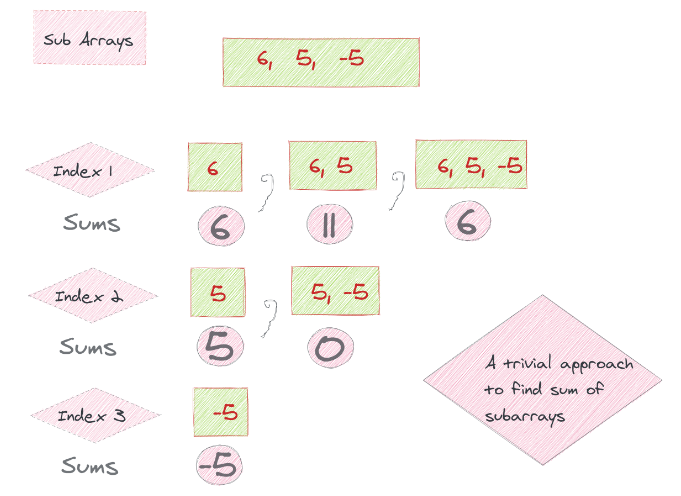 Sub Arrays
6, 5, -5
Index 1
6 , 6, 5 , 6, 5, -5
Sums
6 11 6
Index 2
5 , 5, -5
Sums
5 0
Index 3
-5
Sums
-5
A trivial approach
to find sum of
subarrays